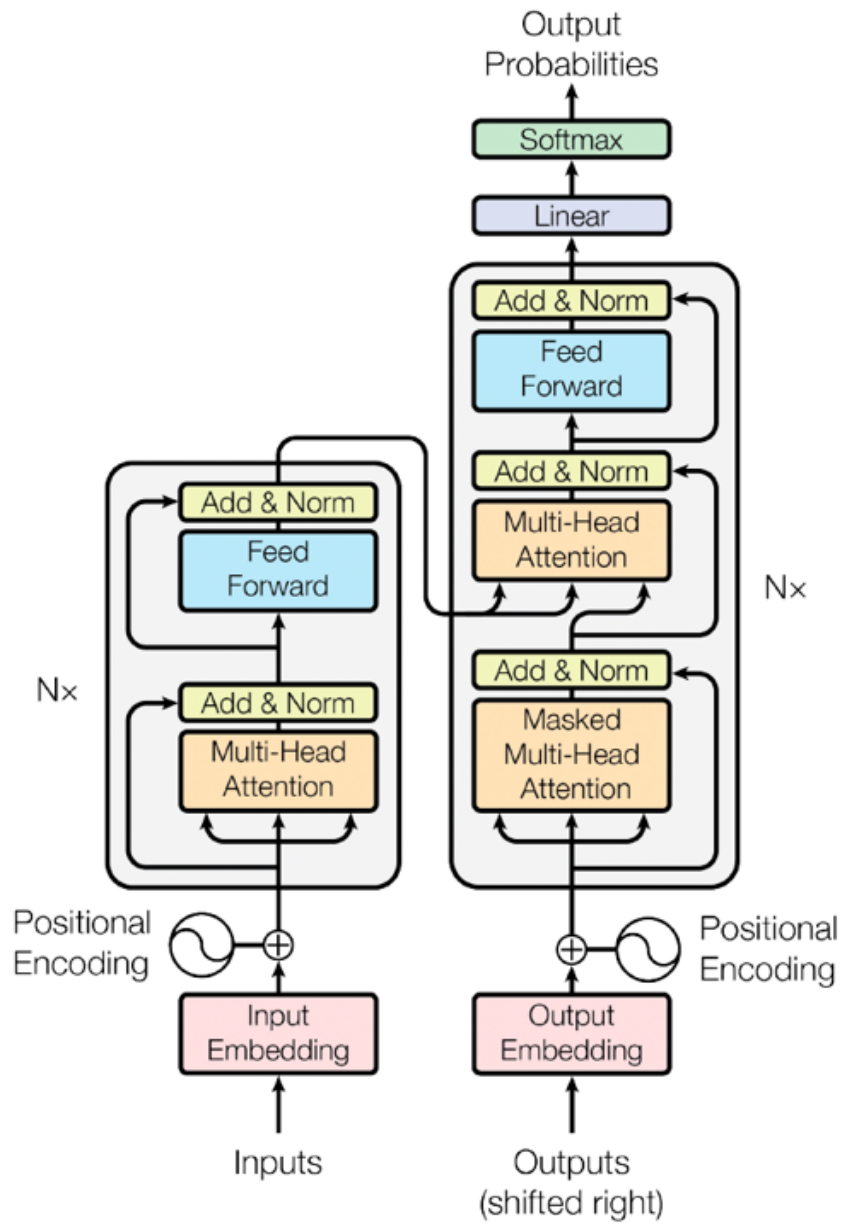 Output
Probabilities
Softmax
Linear
Add & Norm
Feed
Forward
Add & Norm
Multi-Head
Attention
Nx
Add & Norm
Masked
Multi-Head
Attention
Add & Norm
Feed
Forward
Nx
Add & Norm
Multi-Head
Attention
Positional
Encoding
Positional
Encoding
Input
Embedding
Output
Embedding
Inputs
Outputs
(shifted right)